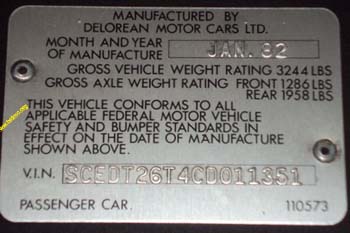 MANUFACTURED BY
DELOREAN MOTOR CARS LTD.
MONTH AND YEAR
OF MANUFACTURE JAN. 82
GROSS VEHICLE WEIGHT RATING 3244 LBS
GROSS AXLE WEIGHT RATING FRONT 1286 LBS
REAR 1958 LBS
THIS VEHICLE CONFORMS TO ALL
APPLICABLE FEDERAL MOTOR VEHICLE
SAFETY AND BUMPER STANDARDS IN
EFFECT ON THE DATE OF MANUFACTURE
SHOWN ABOVE.
V.I.N. SCEDT26T4CD011351
PASSENGER CAR. 110573